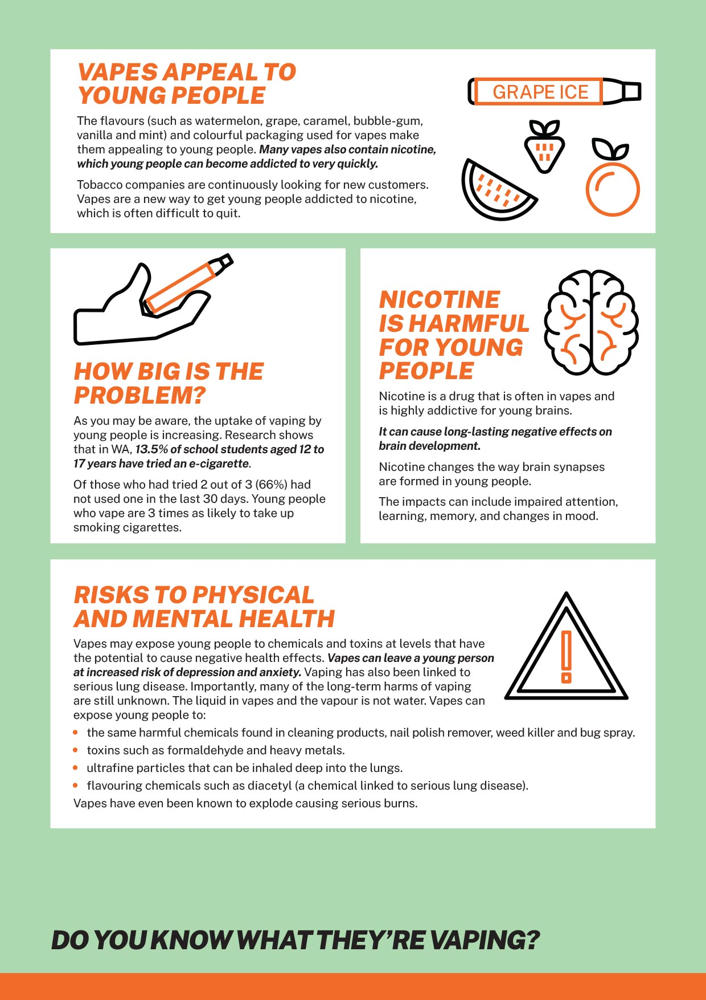 VAPES APPEAL TO
YOUNG PEOPLE
The flavours (such as watermelon, grape, caramel, bubble-gum,
vanilla and mint) and colourful packaging used for vapes make
them appealing to young people. Many vapes also contain nicotine,
which young people can become addicted to very quickly.
Tobacco companies are continuously looking for new customers.
Vapes are a new way to get young people addicted to nicotine,
which is often difficult to quit.
GRAPE ICE
HOW BIG IS THE
PROBLEM?
As you may be aware, the uptake of vaping by
young people is increasing. Research shows
that in WA, 13.5% of school students aged 12 to
17 years have tried an e-cigarette.
Of those who had tried 2 out of 3 (66%) had
not used one in the last 30 days. Young people
who vape are 3 times as likely to take up
smoking cigarettes.
NICOTINE
IS HARMFUL
FOR YOUNG
PEOPLE
Nicotine is a drug that is often in vapes and
is highly addictive for young brains.
It can cause long-lasting negative effects on
brain development.
Nicotine changes the way brain synapses
are formed in young people.
The impacts can include impaired attention,
learning, memory, and changes in mood.
RISKS TO PHYSICAL
AND MENTAL HEALTH
Vapes may expose young people to chemicals and toxins at levels that have
the potential to cause negative health effects. Vapes can leave a young person
at increased risk of depression and anxiety. Vaping has also been linked to
serious lung disease. Importantly, many of the long-term harms of vaping
are still unknown. The liquid in vapes and the vapour is not water. Vapes can
expose young people to:
• the same harmful chemicals found in cleaning products, nail polish remover, weed killer and bug spray.
• toxins such as formaldehyde and heavy metals.
• ultrafine particles that can be inhaled deep into the lungs.
• flavouring chemicals such as diacetyl (a chemical linked to serious lung disease).
Vapes have even been known to explode causing serious burns.
DO YOU KNOW WHAT THEY'RE VAPING?